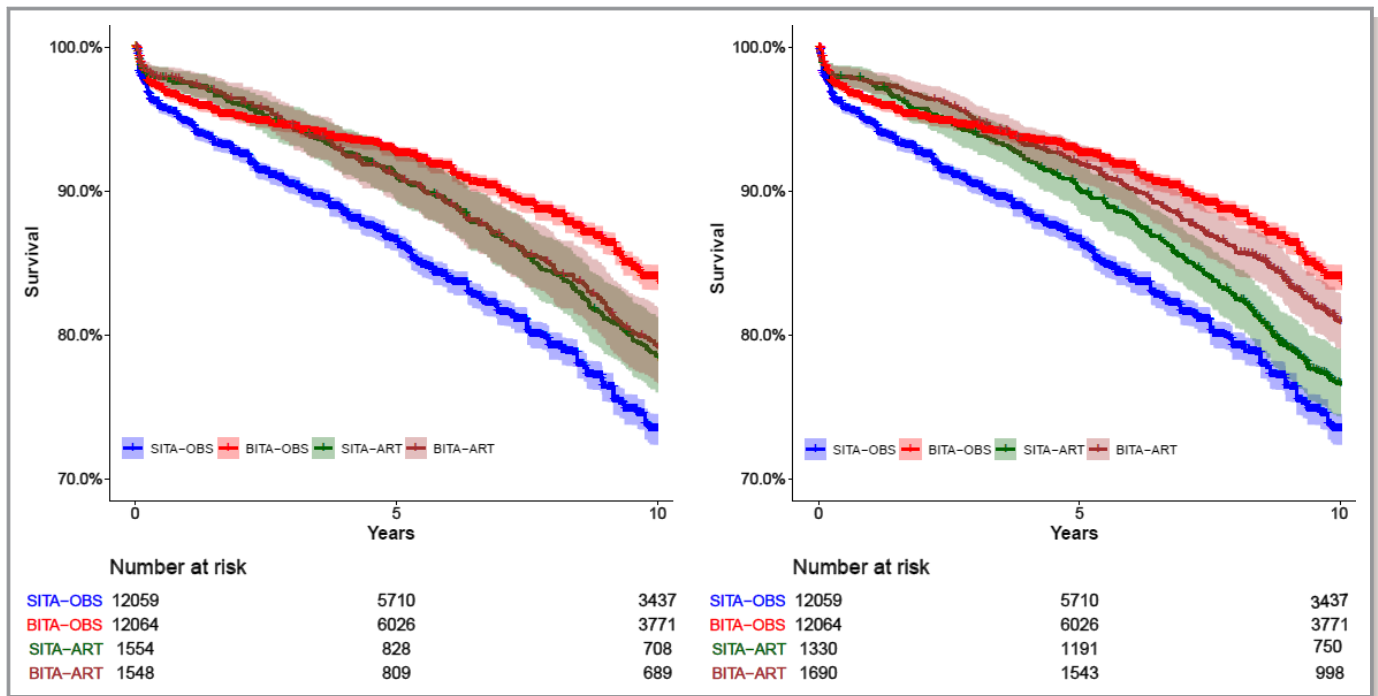 100.0%
90.0%
80.0%
70.0%
Survival
SITA-OBS BITA-OBS SITA-ART BITA-ART
0 5 10
Years
Number at risk
SITA-OBS 12059 5710 3437
BITA-OBS 12064 6026 3771
SITA-ART 1554 828 708
BITA-ART 1548 809 689
100.0%
90.0%
80.0%
70.0%
Survival
SITA-OBS BITA-OBS SITA-ART BITA-ART
0 5 10
Years
Number at risk
SITA-OBS 12059 5710 3437
BITA-OBS 12064 6026 3771
SITA-ART 1330 1191 750
BITA-ART 1690 1543 998